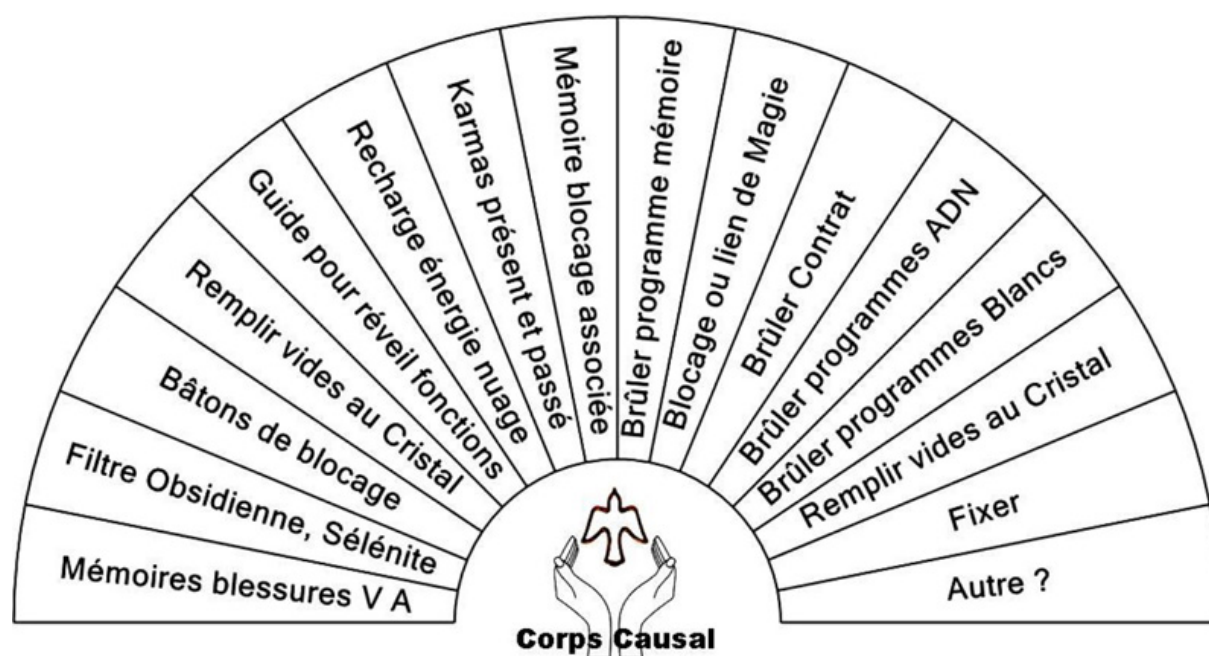 Mémoires blessures V A
Filtre Obsidienne, Sélénite
Bâtons de blocage
Remplir vides au Cristal
Guide pour réveil fonctions
Recharge énergie nuage
Karmas présent et passé
Mémoire blocage associée
Brûler programme mémoire
Blocage ou lien de Magie
Brûler Contrat
Brûler programmes ADN
Brûler programmes Blancs
Remplir vides au Cristal
Fixer
Autre ?
Corps Causal